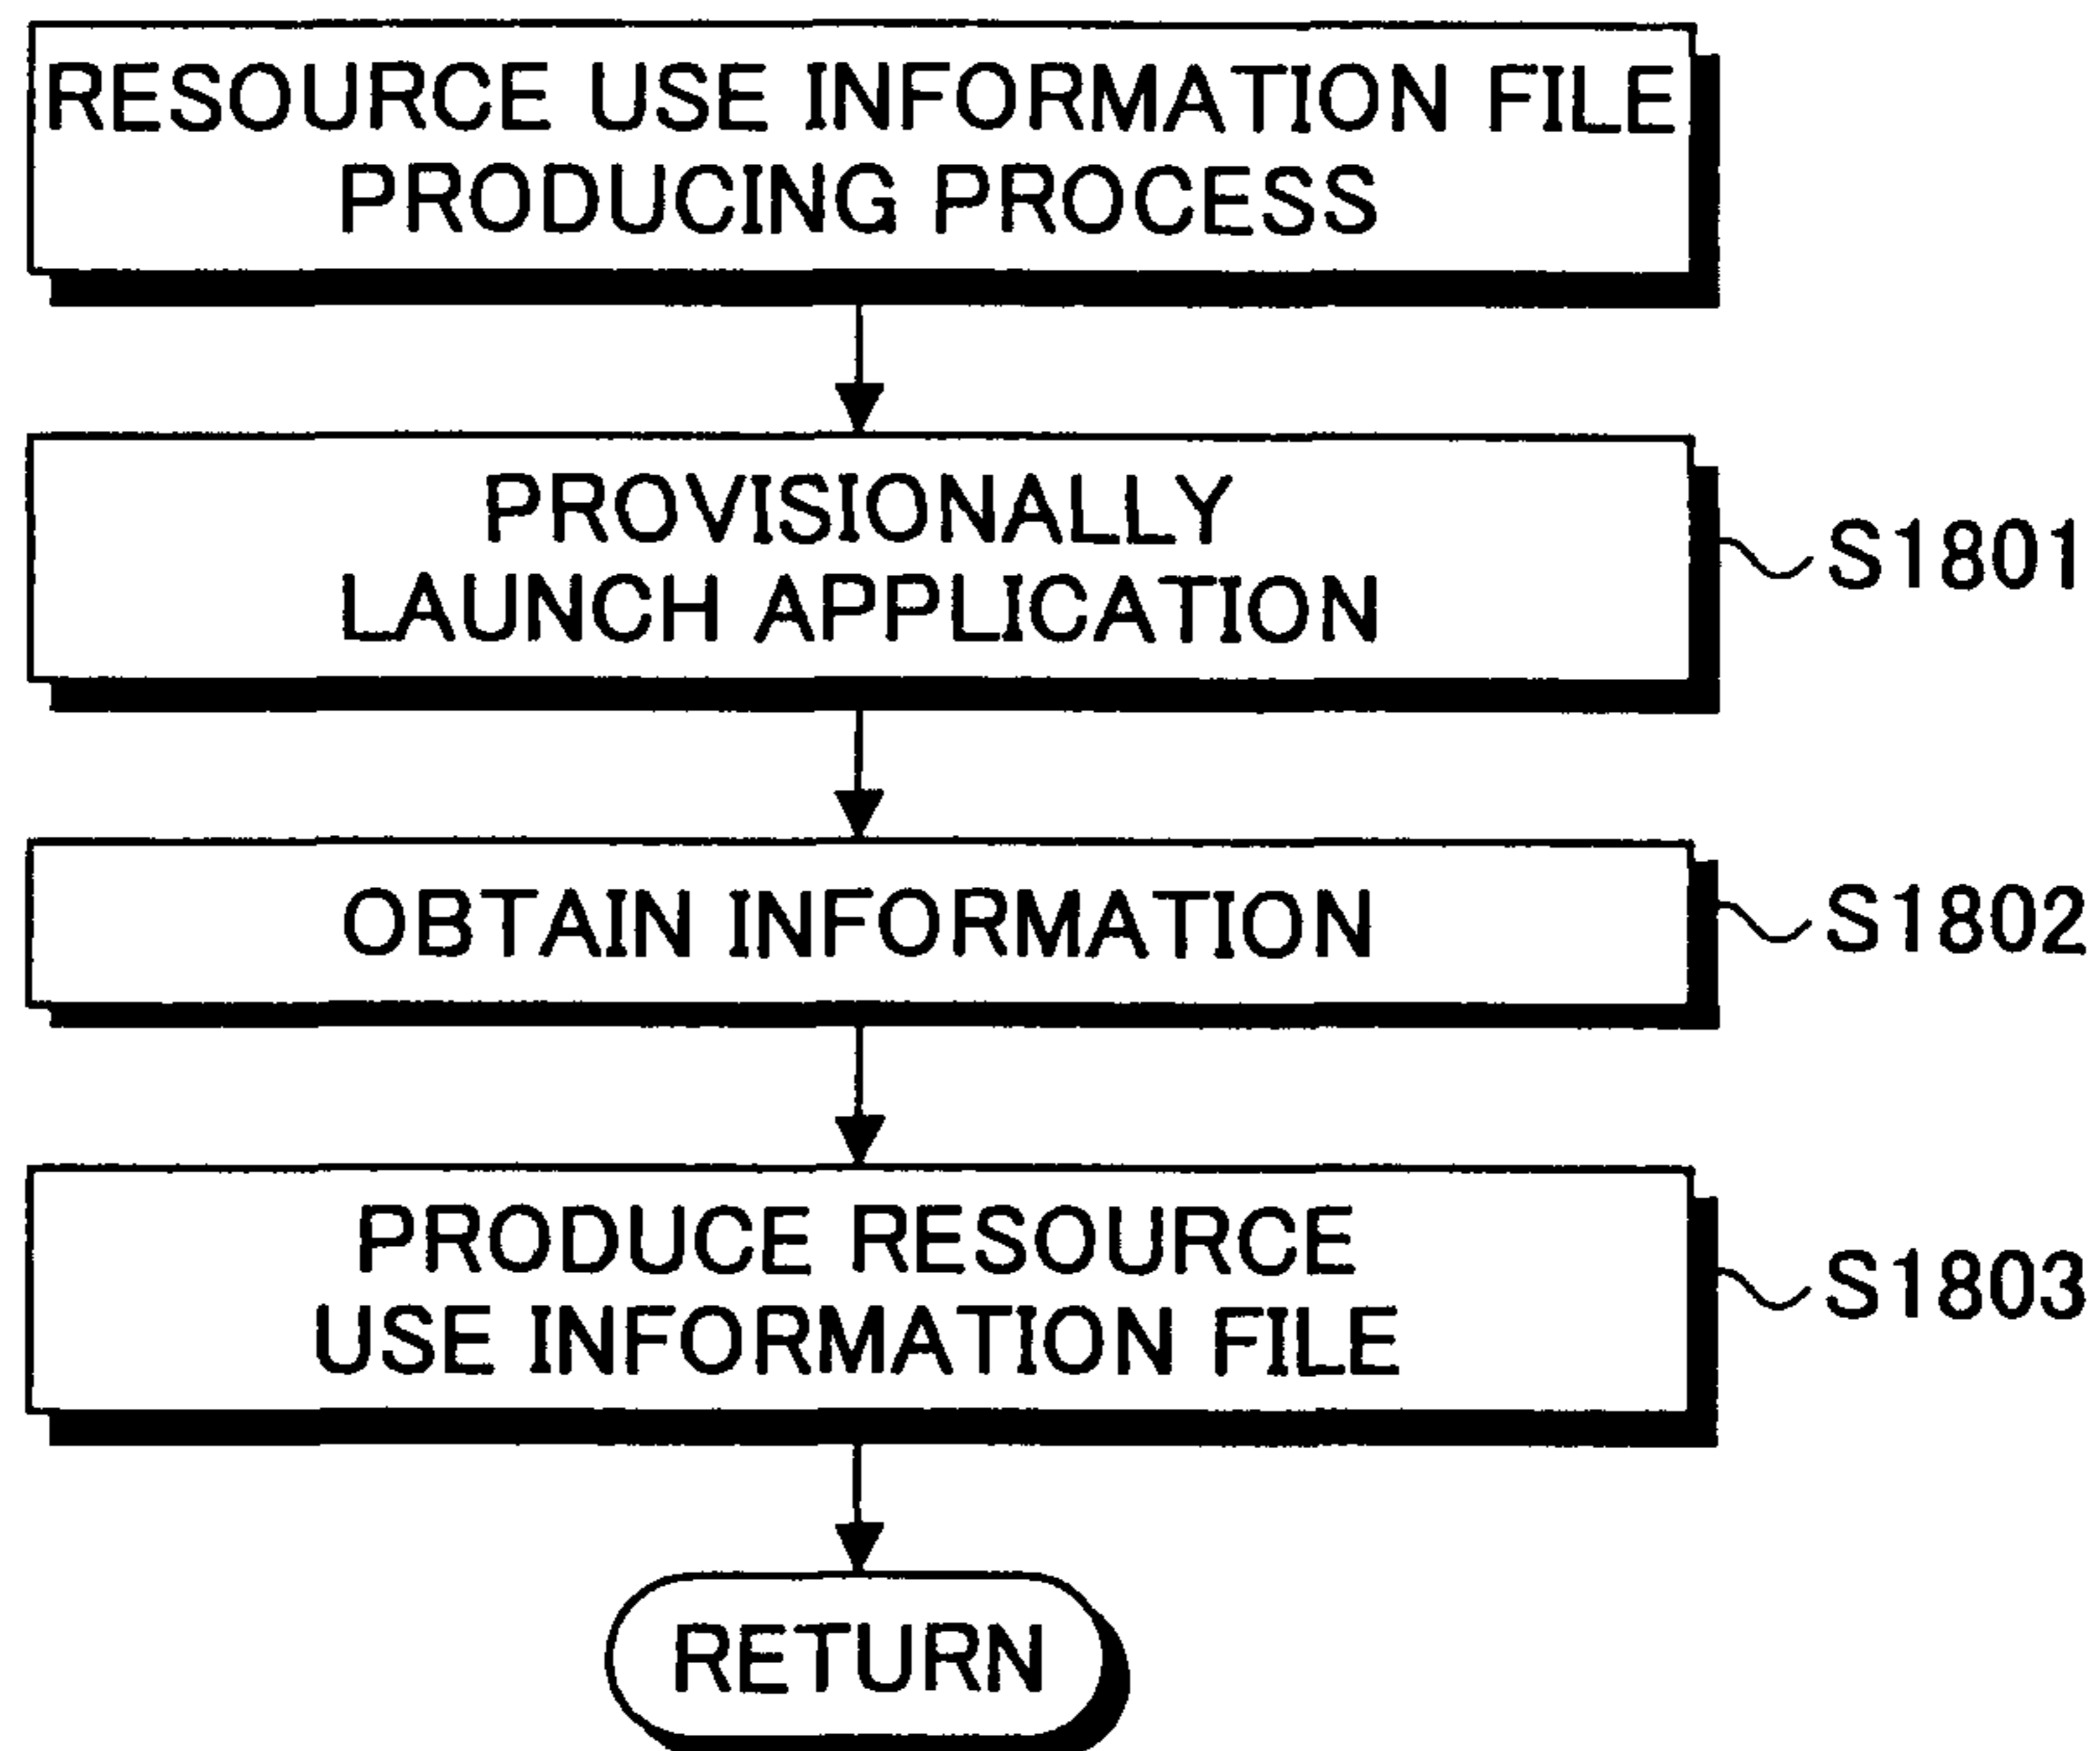 RESOURCE USE INFORMATION FILE
PRODUCING PROCESS
PROVISIONALLY
LAUNCH APPLICATION
S1801
OBTAIN INFORMATION
S1802
PRODUCE RESOURCE
USE INFORMATION FILE
S1803
RETURN